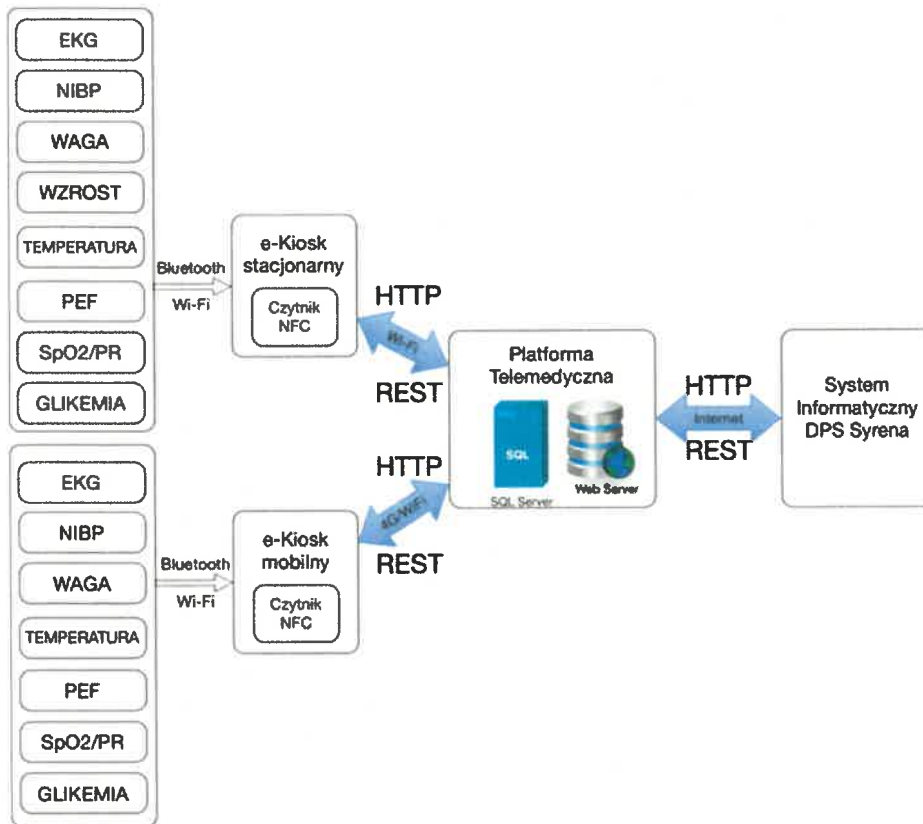 EKG
NIBP
WAGA
WZROST
TEMPERATURA
PEF
SpO2/PR
GLIKEMIA
Bluetooth
Wi-Fi
e-Kiosk
stacjonarny
Czytnik
NFC
HTTP
Wi-Fi
REST
EKG
NIBP
WAGA
TEMPERATURA
PEF
SpO2/PR
GLIKEMIA
Bluetooth
Wi-Fi
e-Kiosk
mobilny
Czytnik
NFC
HTTP
4G/WiFi
REST
Platforma
Telemedyczna
SQL
SQL Server
Web Server
HTTP
Internet
REST
System
Informatyczny
DPS Syrena